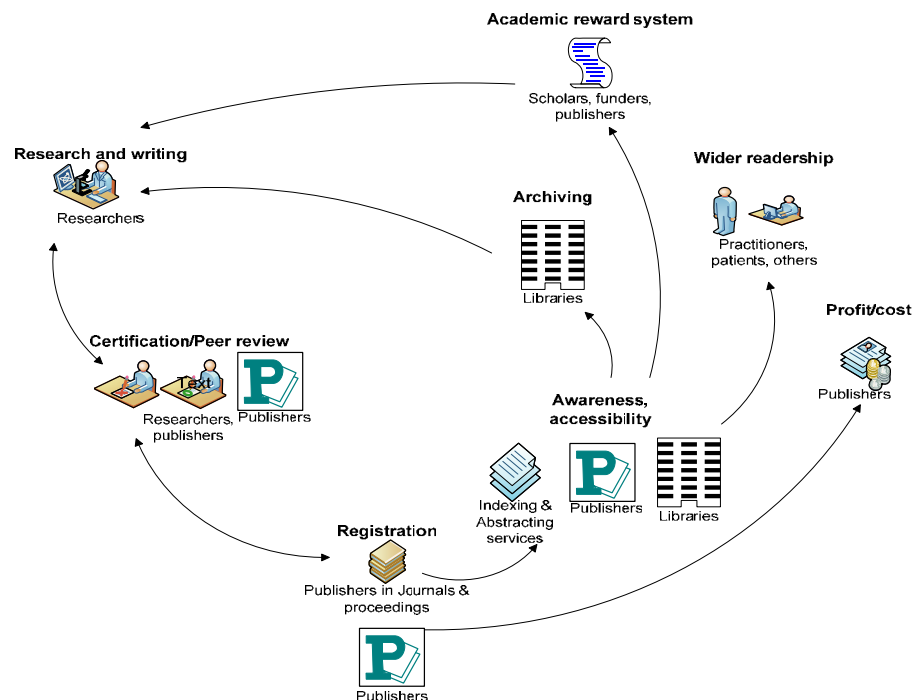 Academic reward system
Scholars, funders,
publishers
Research and writing
Researchers
Wider readership
Practitioners,
patients, others
Archiving
Libraries
Profit/cost
Publishers
Certification/Peer review
Text
P
Researchers,
publishers
Publishers
Awareness,
accessibility
Indexing &
Abstracting
services
P
Publishers
Libraries
Registration
Publishers in Journals &
proceedings
P
Publishers